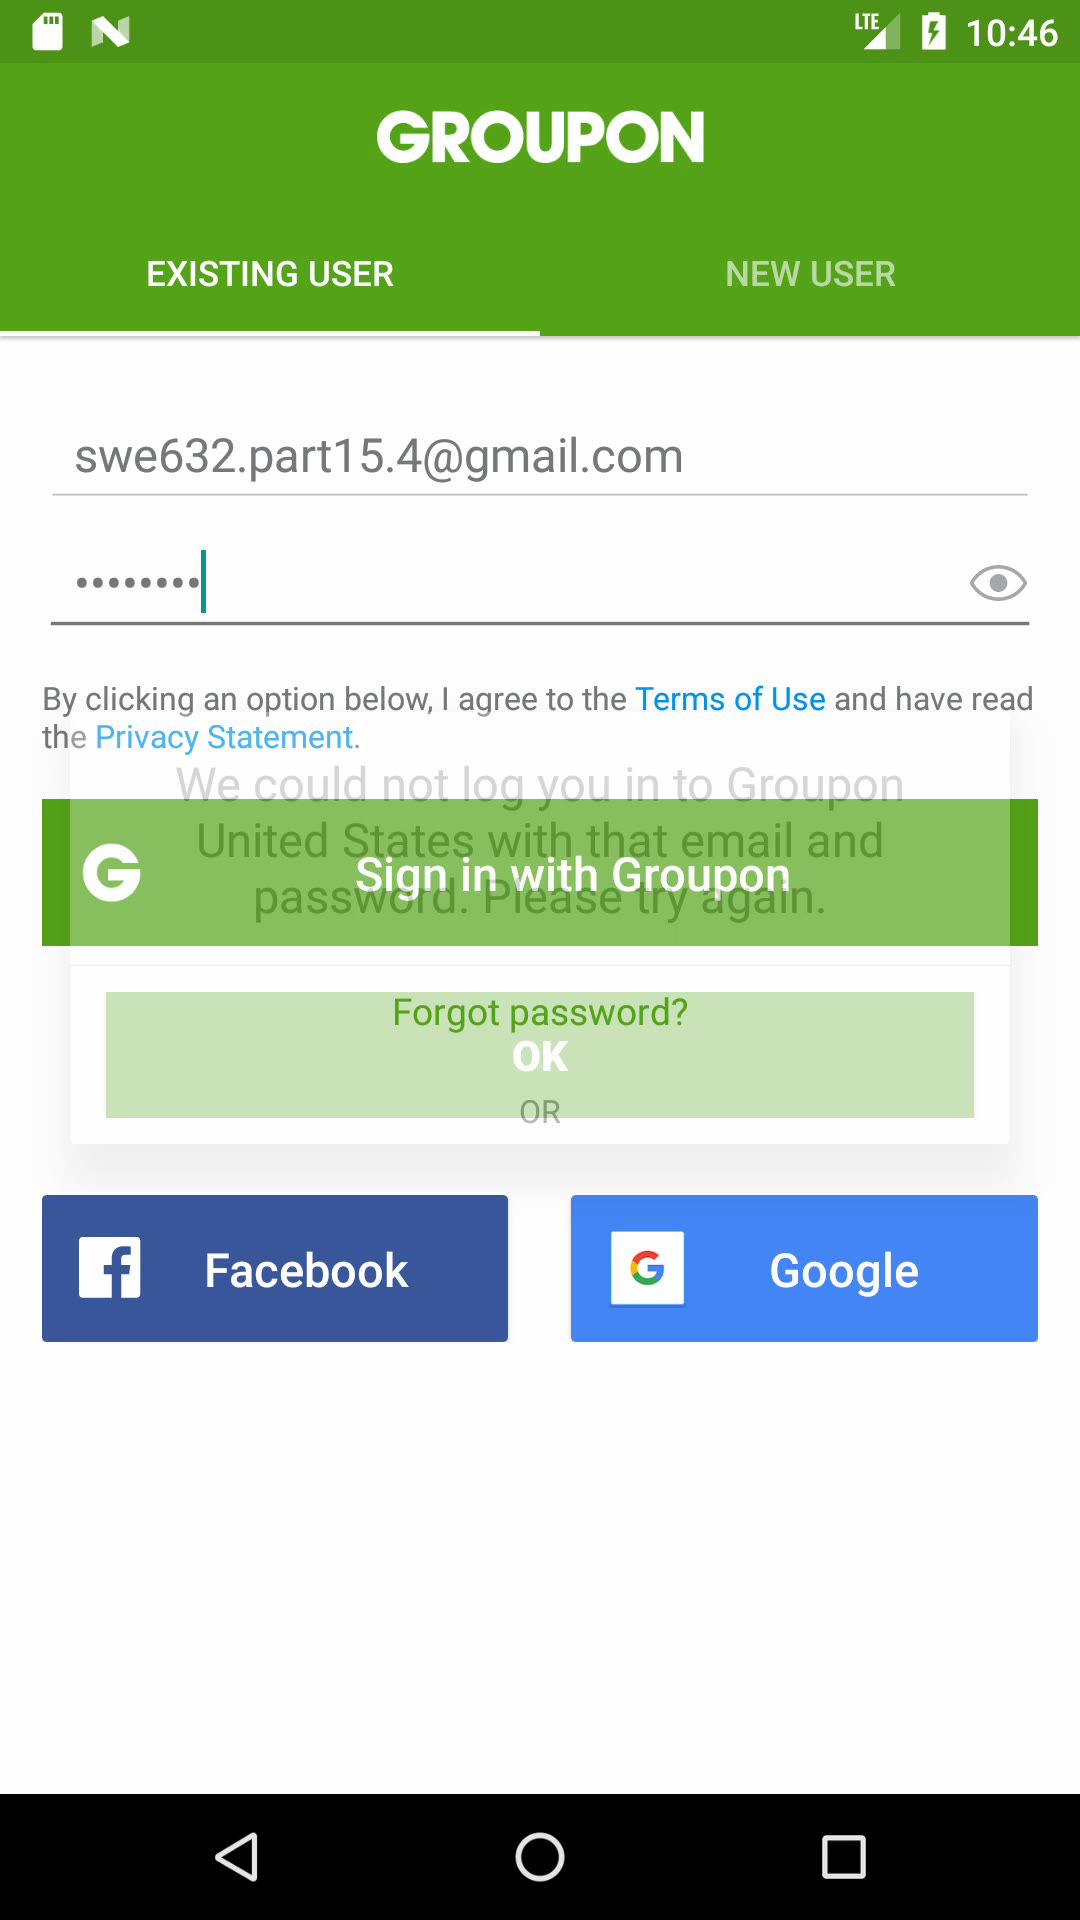 LTE 10:46
GROUPON
EXISTING USER
NEW USER
swe632.part15.4@gmail.com
••••••••
By clicking an option below, I agree to the Terms of Use and have read
the Privacy Statement.
We could not log you in to Groupon
United States with that email and
password. Please try again.
G Sign in with Groupon
Forgot password?
OK
OR
f Facebook
G Google